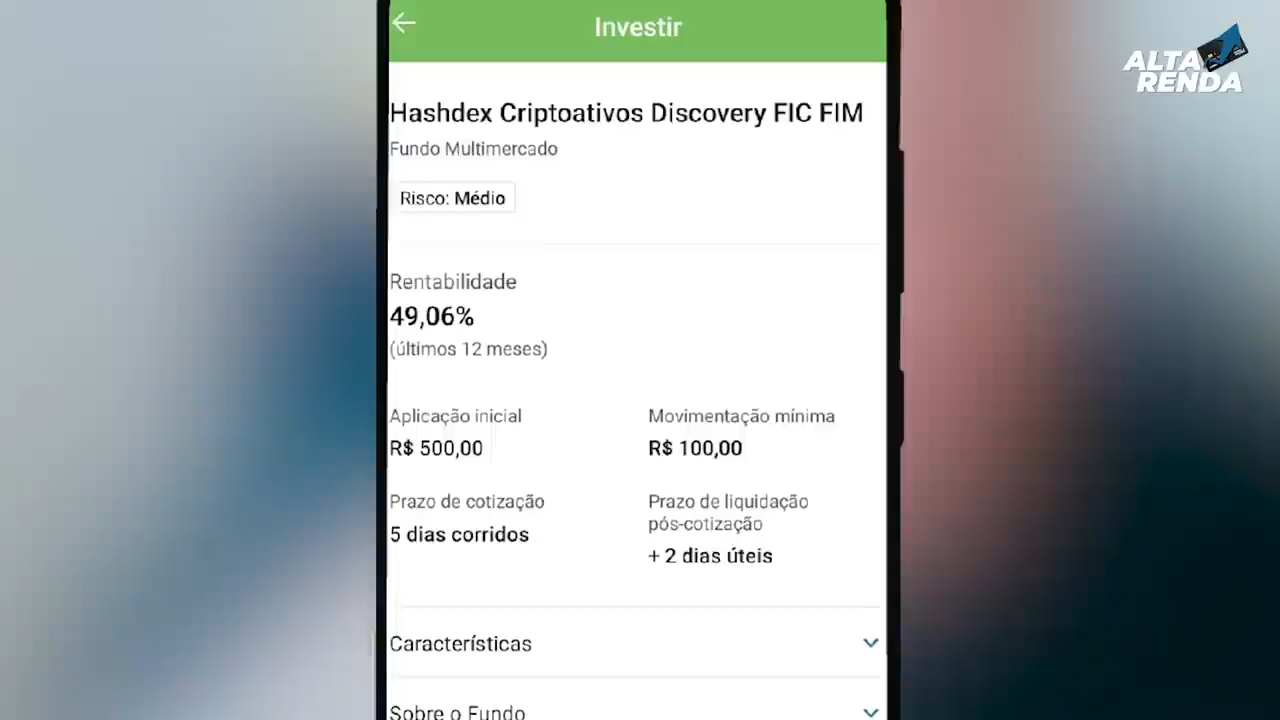 Investir
ALTA
RENDA
Hashdex Criptoativos Discovery FIC FIM
Fundo Multimercado
Risco: Médio
Rentabilidade
49,06%
(últimos 12 meses)
Aplicação inicial
R$ 500,00
Movimentação mínima
R$ 100,00
Prazo de cotização
5 dias corridos
Prazo de liquidação
pós-cotização
+ 2 dias úteis
Características
Sobre o Fundo